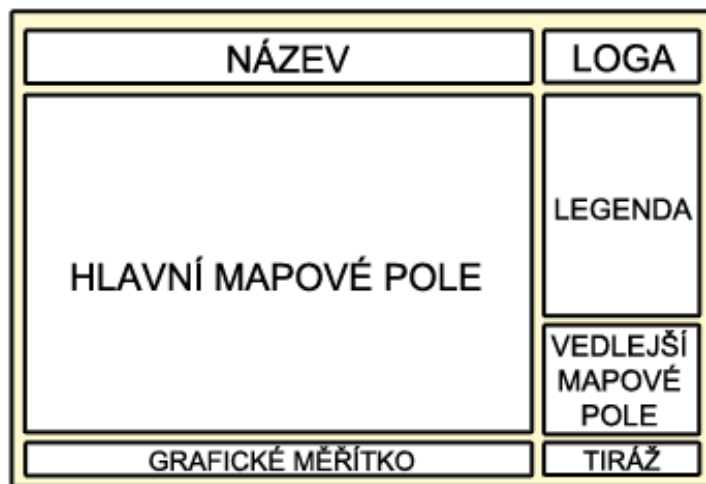 NÁZEV
LOGA
HLAVNÍ MAPOVÉ POLE
LEGENDA
VEDLEJŠÍ
MAPOVÉ
POLE
GRAFICKÉ MĚŘÍTKO
TIRÁŽ